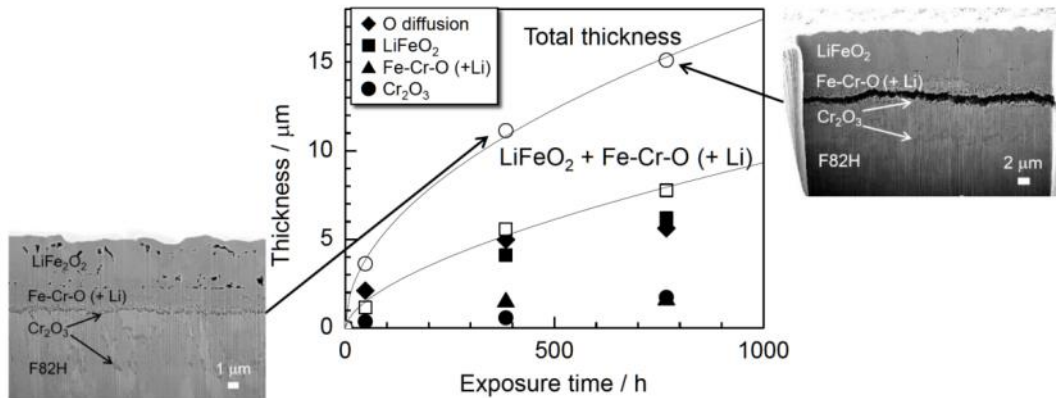 ◆ O diffusion
■ LiFeO₂
▲ Fe-Cr-O (+Li)
● Cr₂O₃
Total thickness
LiFeO₂ + Fe-Cr-O (+ Li)
Thickness / μm
15
10
5
0
0
500
1000
Exposure time / h
LiFe₂O₂
Fe-Cr-O (+ Li)
Cr₂O₃
F82H
1 μm
LiFeO₂
Fe-Cr-O (+ Li)
Cr₂O₃
F82H
2 μm